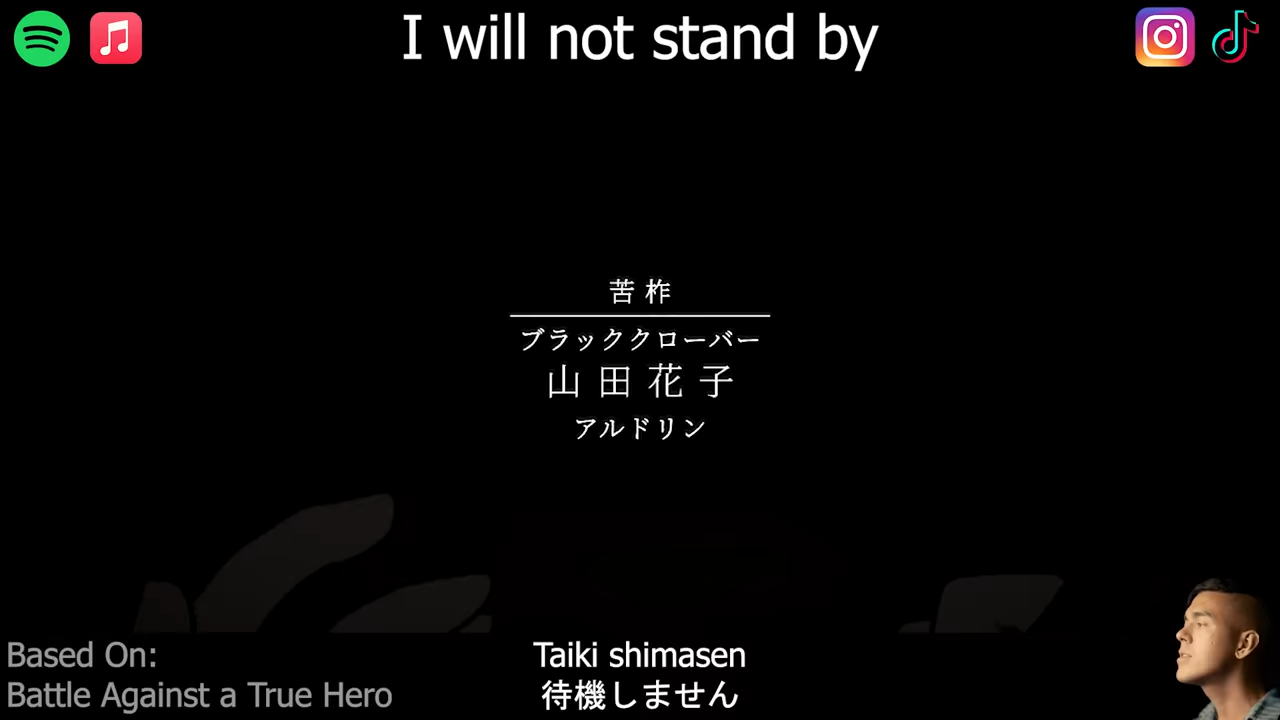 I will not stand by
苦柞
ブラッククローバー
山田花子
アルドリン
Based On:
Battle Against a True Hero
Taiki shimasen
待機しません